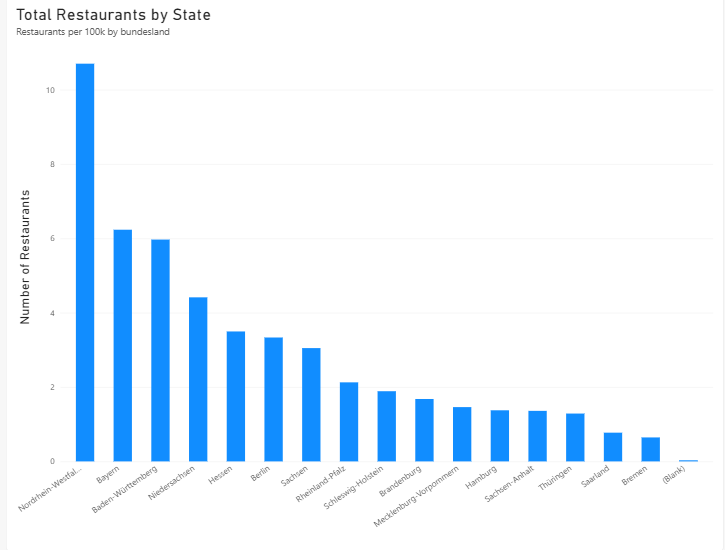 Total Restaurants by State
Restaurants per 100k by bundesland
Number of Restaurants
10
8
6
4
2
0
Nordrhein-Westfal...
Bayern
Baden-Württemberg
Niedersachsen
Hessen
Berlin
Sachsen
Rheinland-Pfalz
Schleswig-Holstein
Brandenburg
Mecklenburg-Vorpommern
Hamburg
Sachsen-Anhalt
Thüringen
Saarland
Bremen
(Blank)